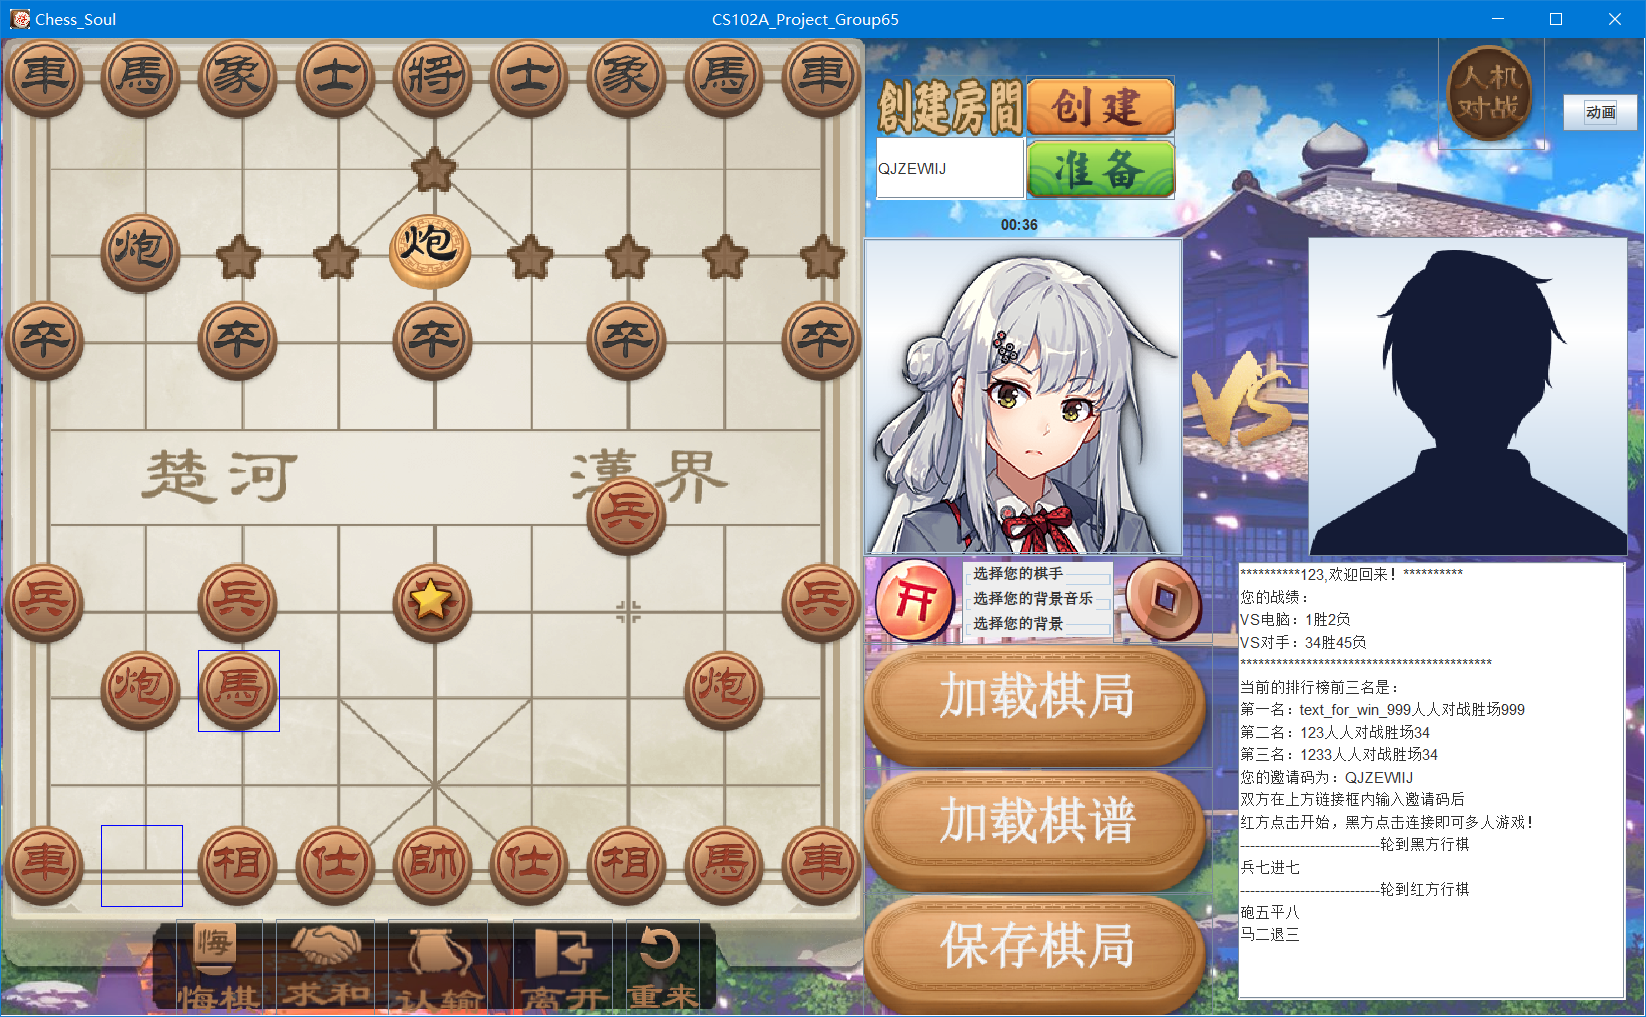 Chess_Soul
CS102A_Project_Group65
車 馬 象 士 將 士 象 馬 車
炮 炮
卒 卒 卒 卒 卒
楚河 漢界
兵
兵 兵 兵
炮 馬 炮
車 相 仕 帥 仕 相 馬 車
悔
悔棋 求和 认输 离开 重来
創建房間 创建
QJZEWIIJ 准备
人机
对战
动画
00:36
VS
选择您的棋手
选择您的背景音乐
选择您的背景
加载棋局
加载棋谱
保存棋局
**********123,欢迎回来！**********
您的战绩：
VS电脑：1胜2负
VS对手：34胜45负
******************************************
当前的排行榜前三名是：
第一名：text_for_win_999人人对战胜场999
第二名：123人人对战胜场34
第三名：1233人人对战胜场34
您的邀请码为：QJZEWIIJ
双方在上方链接框内输入邀请码后
红方点击开始，黑方点击连接即可多人游戏！
----------------------------轮到黑方行棋
兵七进七
----------------------------轮到红方行棋
砲五平八
马二退三